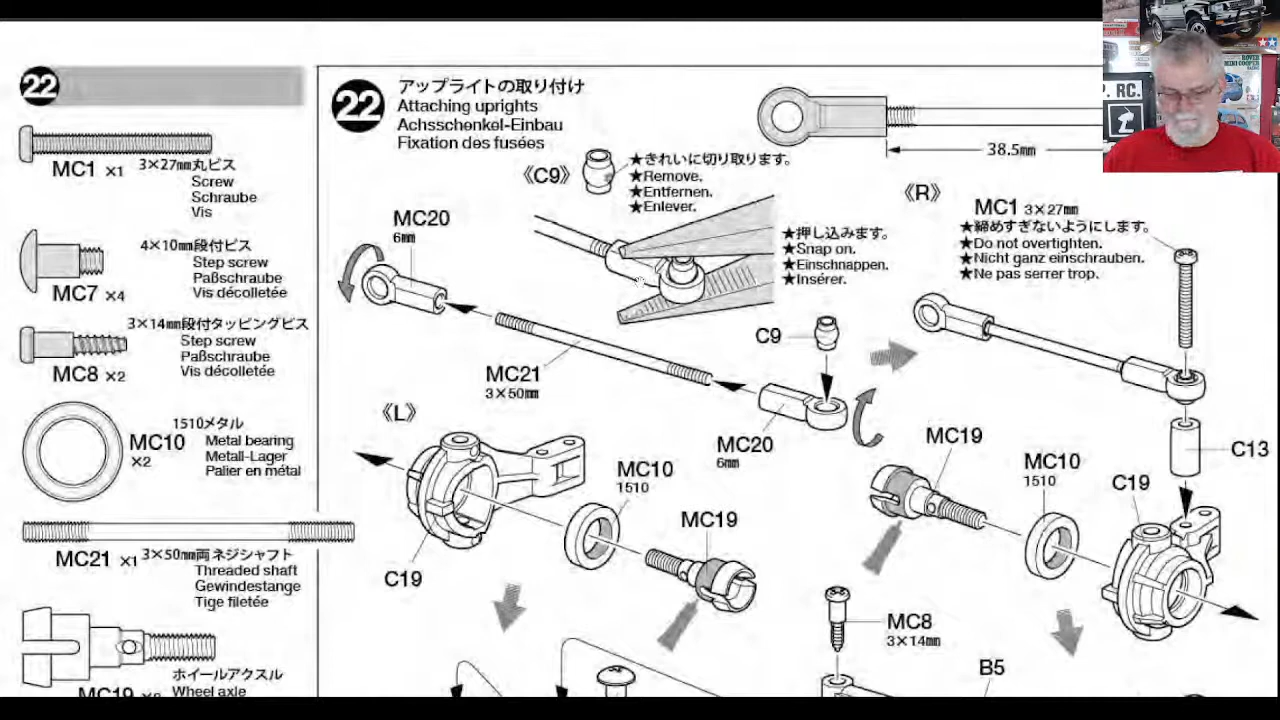 22
MC1 ×1
3×27mm丸ビス
Screw
Schraube
Vis
MC7 ×4
4×10mm段付ビス
Step screw
Paßschraube
Vis décolletée
MC8 ×2
3×14mm段付タッピングビス
Step screw
Paßschraube
Vis décolletée
MC10
×2
1510メタル
Metal bearing
Metall-Lager
Palier en métal
MC21 ×1
3×50mm両ネジシャフト
Threaded shaft
Gewindestange
Tige filetée
ホイールアクスル
MC19
Wheel axle
22
アップライトの取り付け
Attaching uprights
Achsschenkel-Einbau
Fixation des fusées
38.5mm
《C9》
★きれいに切り取ります。
★Remove.
★Entfernen.
★Enlever.
MC20
6mm
★押し込みます。
★Snap on.
★Einschnappen.
★Insérer.
《R》
MC1 3×27mm
★締めすぎないようにします。
★Do not overtighten.
★Nicht ganz einschrauben.
★Ne pas serrer trop.
C9
MC21
3×50mm
MC20
6mm
《L》
MC10
1510
MC19
C19
MC19
MC10
1510
C19
C13
MC8
3×14mm
B5
P. RC.
ROVER
MINI COOPER